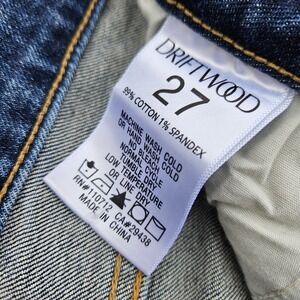 DRIFTWOOD
27
99% COTTON 1% SPANDEX
MACHINE WASH COLD
OR HAND WASH COLD
NO BLEACH
NORMAL CYCLE
TUMBLE DRY
LOW
OR LINE DRY
RN#110712 CA#29438
MADE IN CHINA